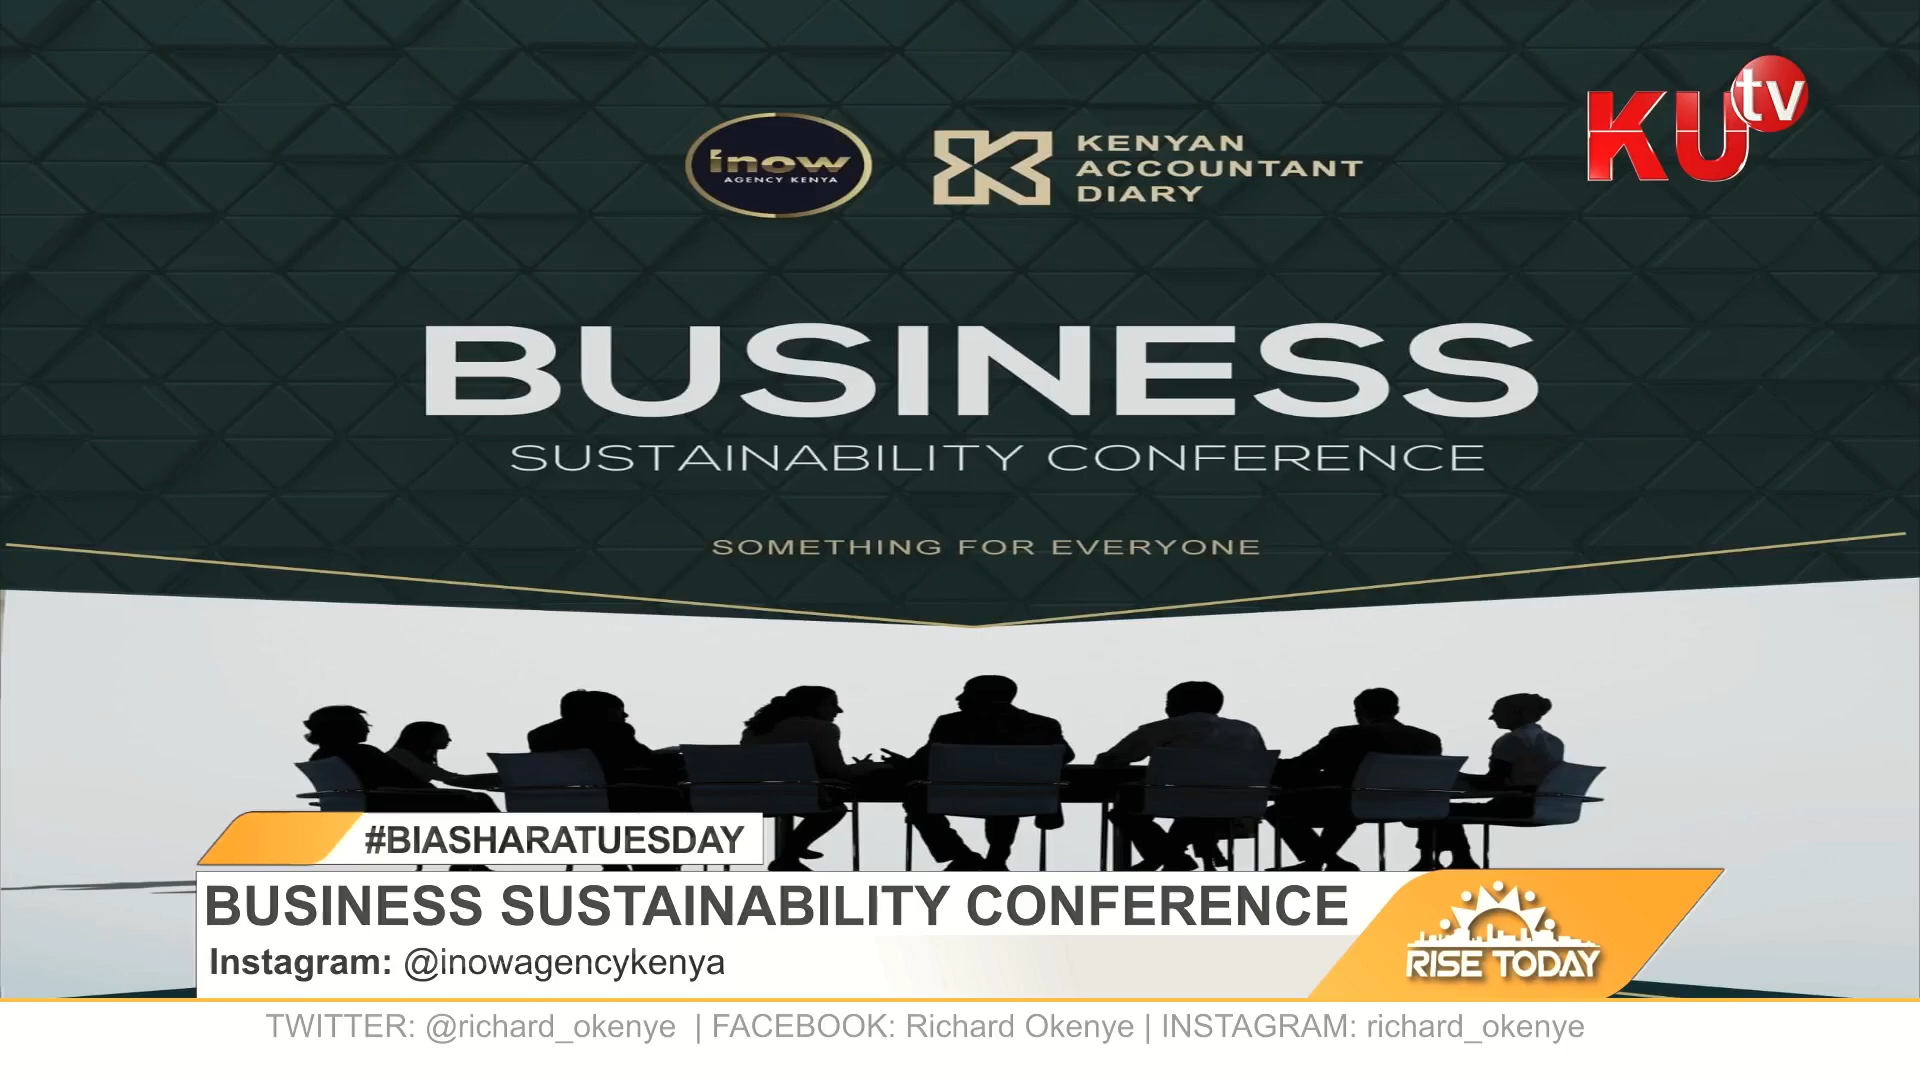 KU tv
inow
AGENCY KENYA
KENYAN
ACCOUNTANT
DIARY
BUSINESS
SUSTAINABILITY CONFERENCE
SOMETHING FOR EVERYONE
#BIASHARATUESDAY
BUSINESS SUSTAINABILITY CONFERENCE
Instagram: @inowagencykenya
RISE TODAY
TWITTER: @richard_okenye | FACEBOOK: Richard Okenye | INSTAGRAM: richard_okenye